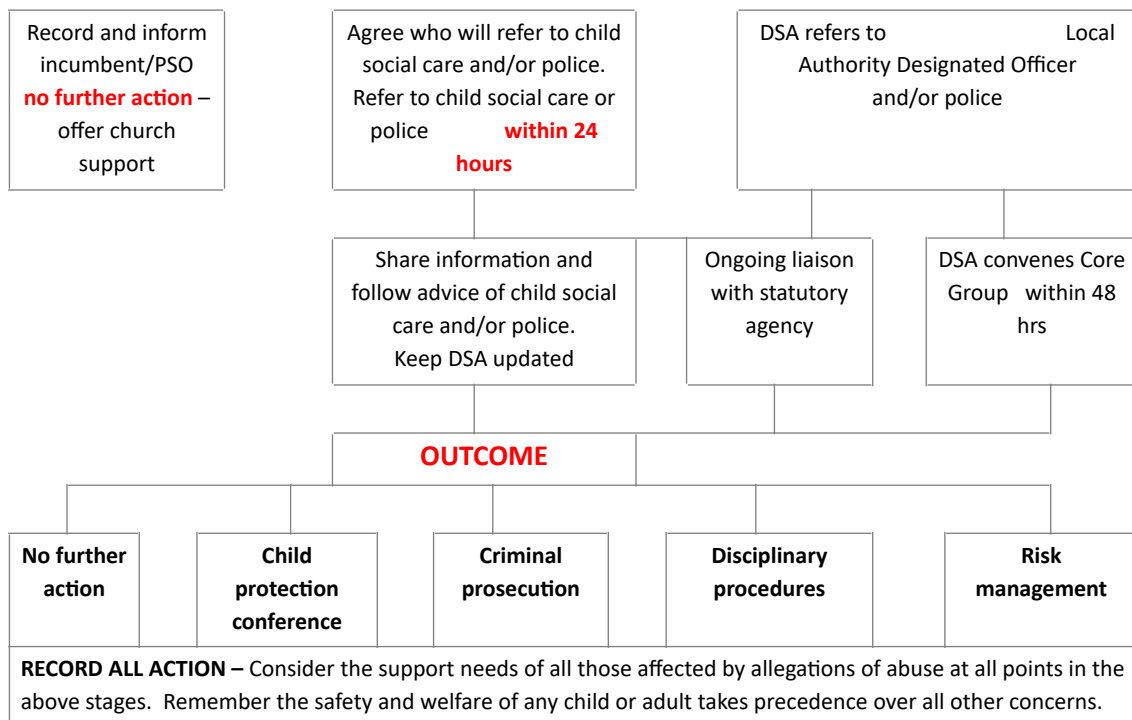 Record and inform
incumbent/PSO
no further action –
offer church
support
Agree who will refer to child
social care and/or police.
Refer to child social care or
police within 24
hours
DSA refers to Local
Authority Designated Officer
and/or police
Share information and
follow advice of child social
care and/or police.
Keep DSA updated
Ongoing liaison
with statutory
agency
DSA convenes Core
Group within 48
hrs
OUTCOME
No further
action
Child
protection
conference
Criminal
prosecution
Disciplinary
procedures
Risk
management
RECORD ALL ACTION – Consider the support needs of all those affected by allegations of abuse at all points in the
above stages. Remember the safety and welfare of any child or adult takes precedence over all other concerns.